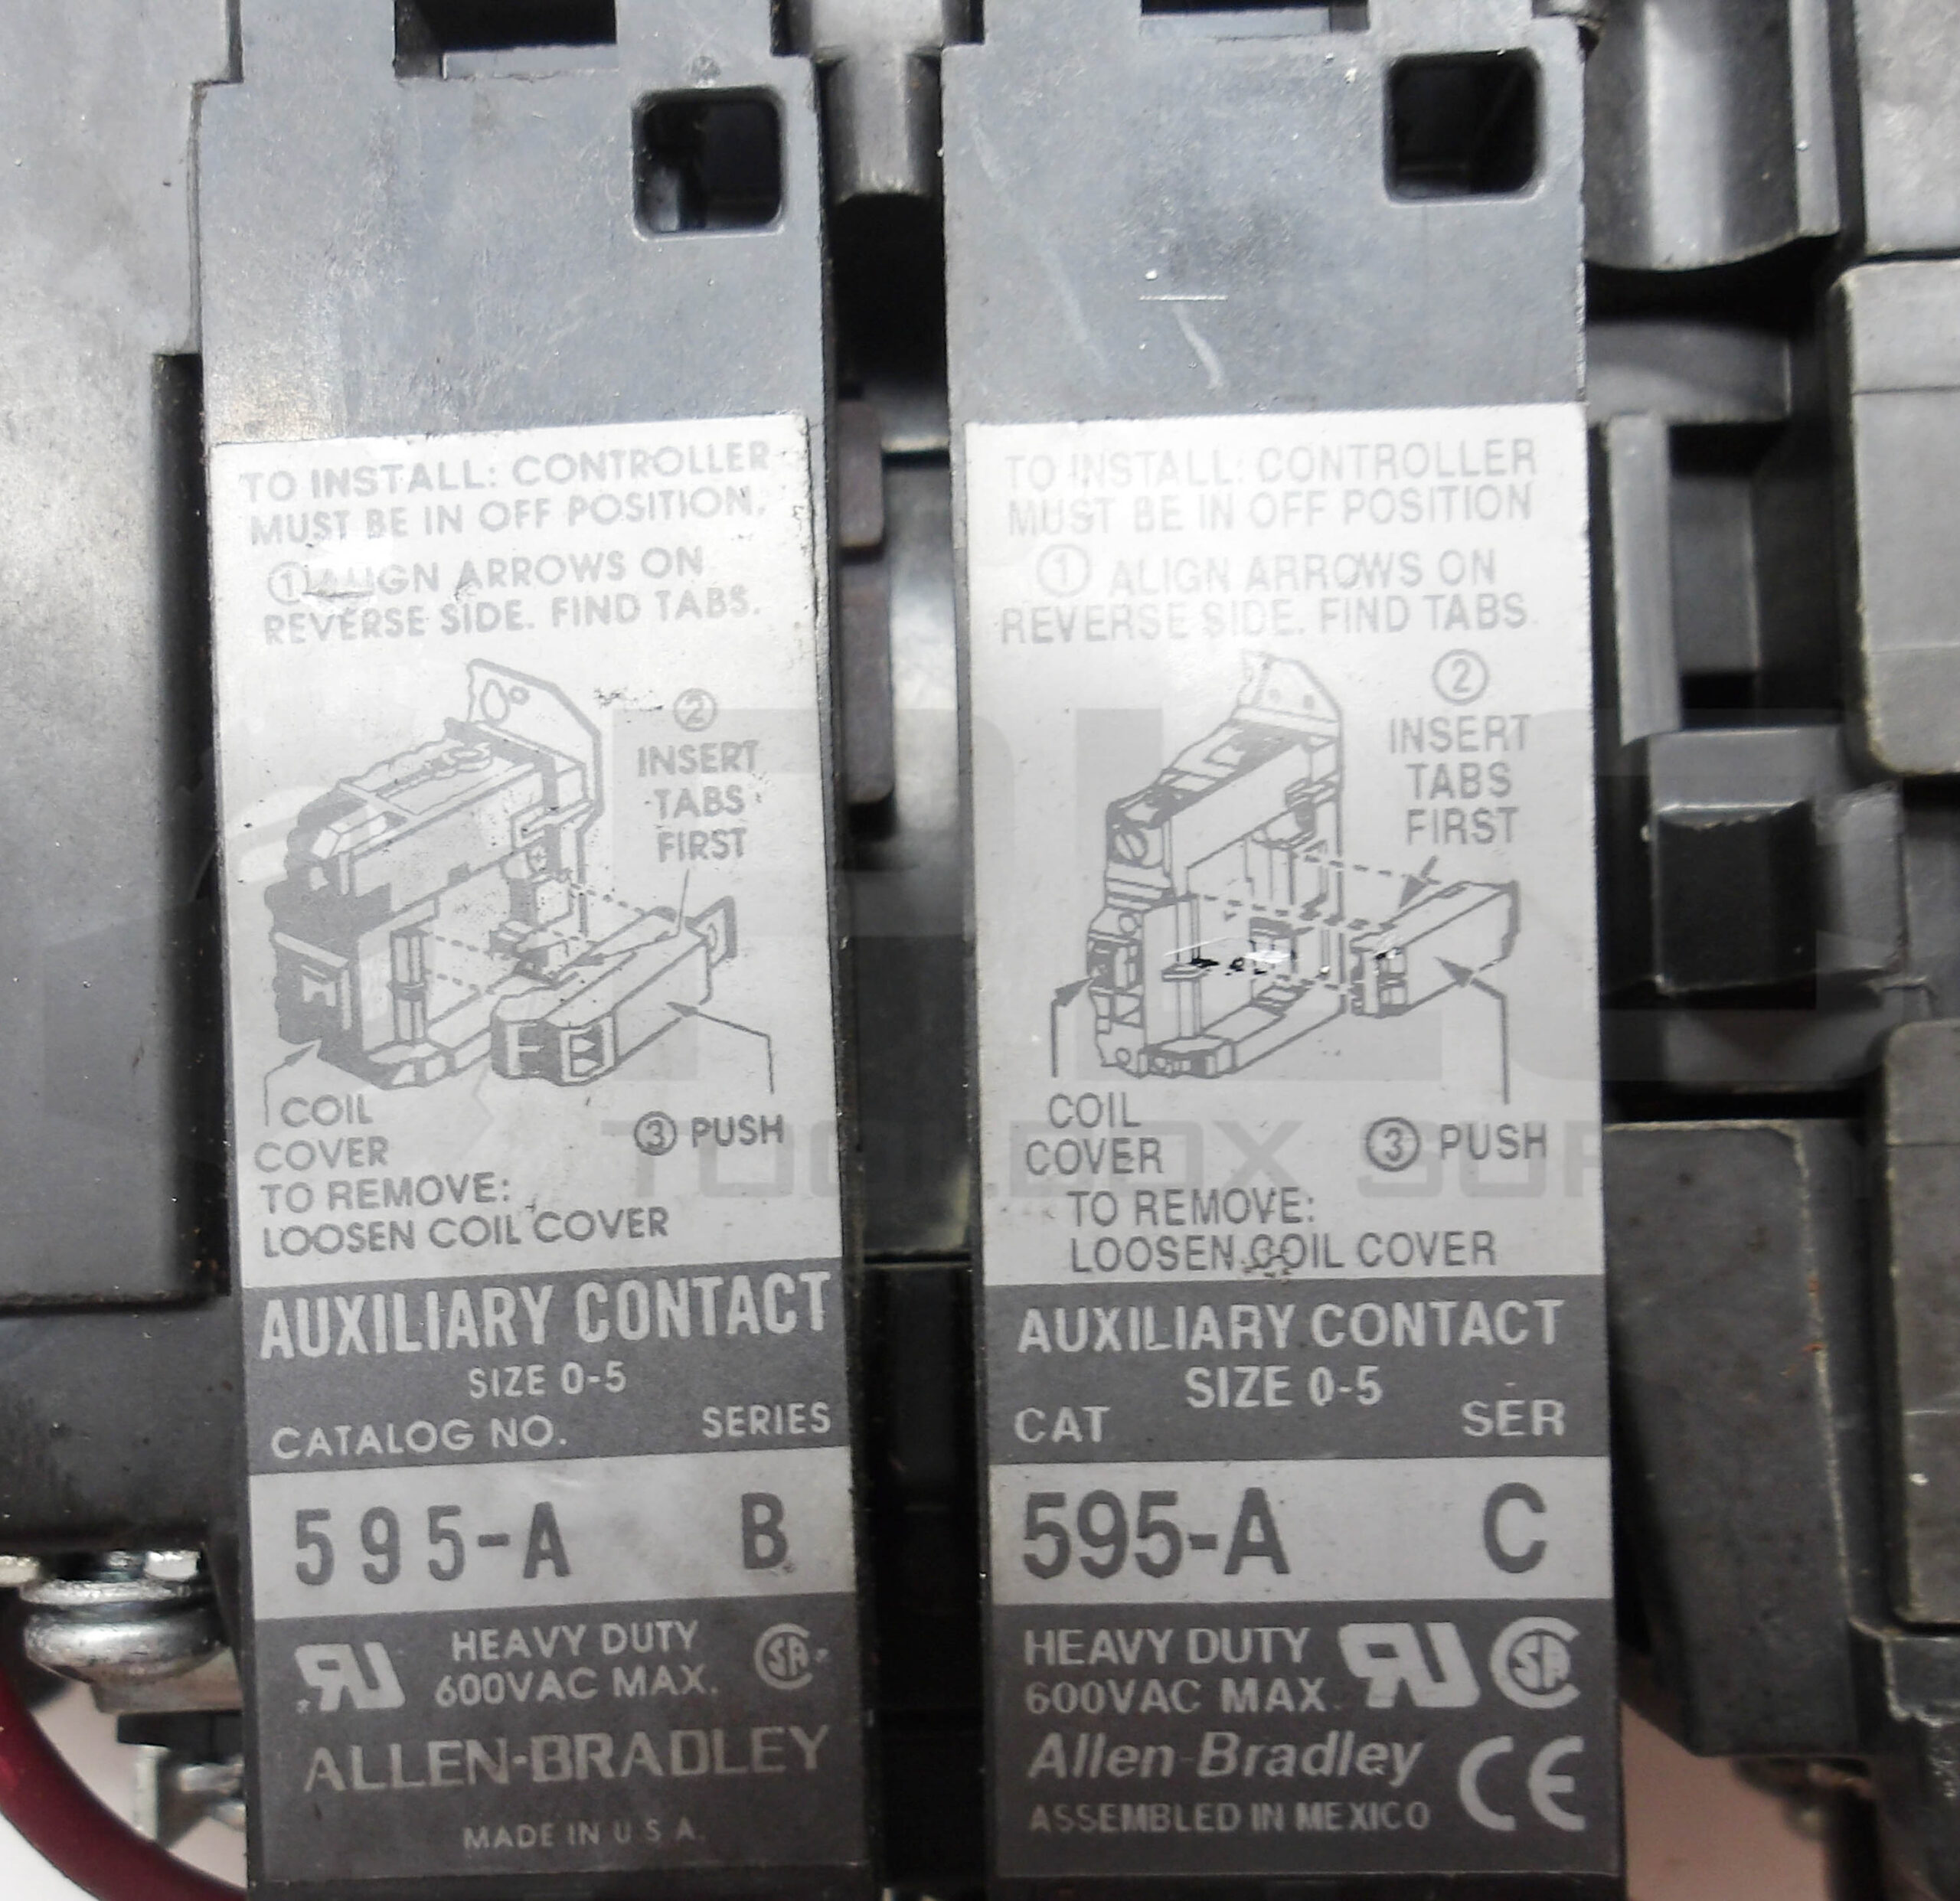 TO INSTALL: CONTROLLER
MUST BE IN OFF POSITION.
① ALIGN ARROWS ON
REVERSE SIDE. FIND TABS.
②
INSERT
TABS
FIRST
COIL
COVER
③ PUSH
TO REMOVE:
LOOSEN COIL COVER
AUXILIARY CONTACT
SIZE 0-5
CATALOG NO. SERIES
595-A B
HEAVY DUTY
600VAC MAX.
ALLEN-BRADLEY
MADE IN U S A.
TO INSTALL: CONTROLLER
MUST BE IN OFF POSITION
① ALIGN ARROWS ON
REVERSE SIDE. FIND TABS.
②
INSERT
TABS
FIRST
COIL
COVER
③ PUSH
TO REMOVE:
LOOSEN COIL COVER
AUXILIARY CONTACT
SIZE 0-5
CAT SER
595-A C
HEAVY DUTY
600VAC MAX.
Allen-Bradley
CE
ASSEMBLED IN MEXICO